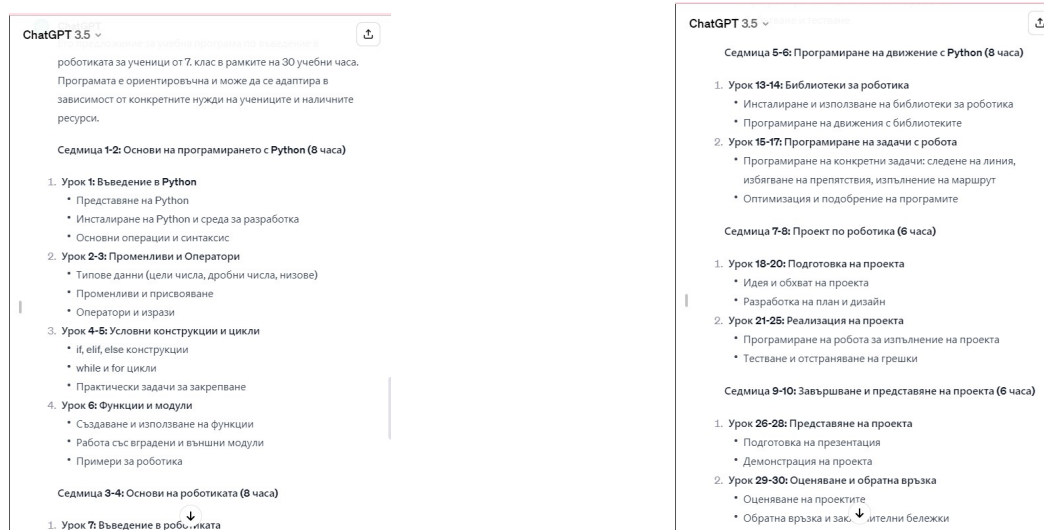 ChatGPT 3.5
роботиката за ученици от 7. клас в рамките на 30 учебни часа.
Програмата е ориентировъчна и може да се адаптира в
зависимост от конкретните нужди на учениците и наличните
ресурси.
Седмица 1-2: Основи на програмирането с Python (8 часа)
1. Урок 1: Въведение в Python
• Представяне на Python
• Инсталиране на Python и среда за разработка
• Основни операции и синтаксис
2. Урок 2-3: Променливи и Оператори
• Типове данни (цели числа, дробни числа, низове)
• Променливи и присвояване
• Оператори и изрази
3. Урок 4-5: Условни конструкции и цикли
• if, elif, else конструкции
• while и for цикли
• Практически задачи за закрепване
4. Урок 6: Функции и модули
• Създаване и използване на функции
• Работа със вградени и външни модули
• Примери за роботика
Седмица 3-4: Основи на роботиката (8 часа)
1. Урок 7: Въведение в роботиката
ChatGPT 3.5
Седмица 5-6: Програмиране на движение с Python (8 часа)
1. Урок 13-14: Библиотеки за роботика
• Инсталиране и използване на библиотеки за роботика
• Програмиране на движения с библиотеките
2. Урок 15-17: Програмиране на задачи с робота
• Програмиране на конкретни задачи: следене на линия,
избягване на препятствия, изпълнение на маршрут
• Оптимизация и подобрение на програмите
Седмица 7-8: Проект по роботика (6 часа)
1. Урок 18-20: Подготовка на проекта
• Идея и обхват на проекта
• Разработка на план и дизайн
2. Урок 21-25: Реализация на проекта
• Програмиране на робота за изпълнение на проекта
• Тестване и отстраняване на грешки
Седмица 9-10: Завършване и представяне на проекта (6 часа)
1. Урок 26-28: Представяне на проекта
• Подготовка на презентация
• Демонстрация на проекта
2. Урок 29-30: Оценяване и обратна връзка
• Оценяване на проектите
• Обратна връзка и заключителни бележки